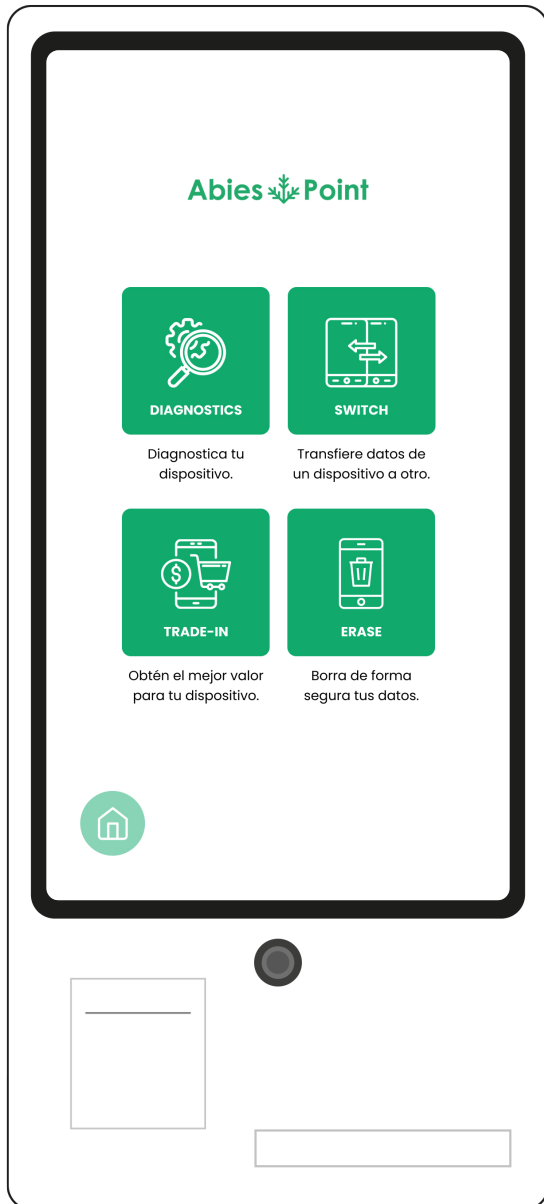 Abies Point
DIAGNOSTICS
Diagnostica tu
dispositivo.
SWITCH
Transfiere datos de
un dispositivo a otro.
TRADE-IN
Obtén el mejor valor
para tu dispositivo.
ERASE
Borra de forma
segura tus datos.